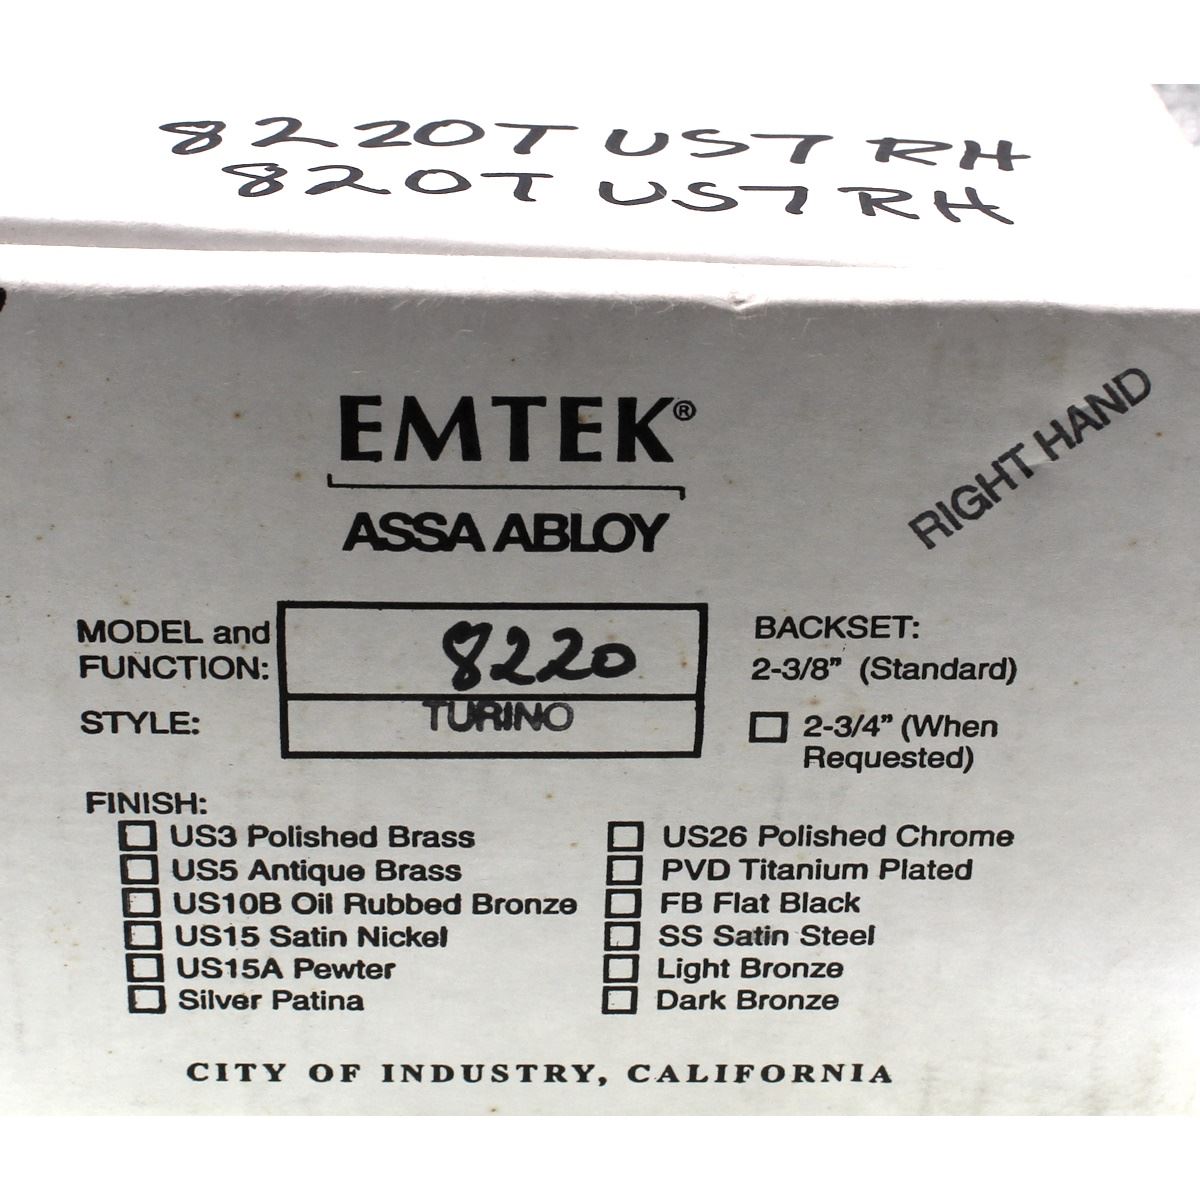 8220T US7 RH
820T US7 RH
EMTEK®
ASSA ABLOY
RIGHT HAND
MODEL and
FUNCTION:
8220
STYLE:
TURINO
BACKSET:
2-3/8” (Standard)
2-3/4” (When
Requested)
FINISH:
US3 Polished Brass
US5 Antique Brass
US10B Oil Rubbed Bronze
US15 Satin Nickel
US15A Pewter
Silver Patina
US26 Polished Chrome
PVD Titanium Plated
FB Flat Black
SS Satin Steel
Light Bronze
Dark Bronze
CITY OF INDUSTRY, CALIFORNIA